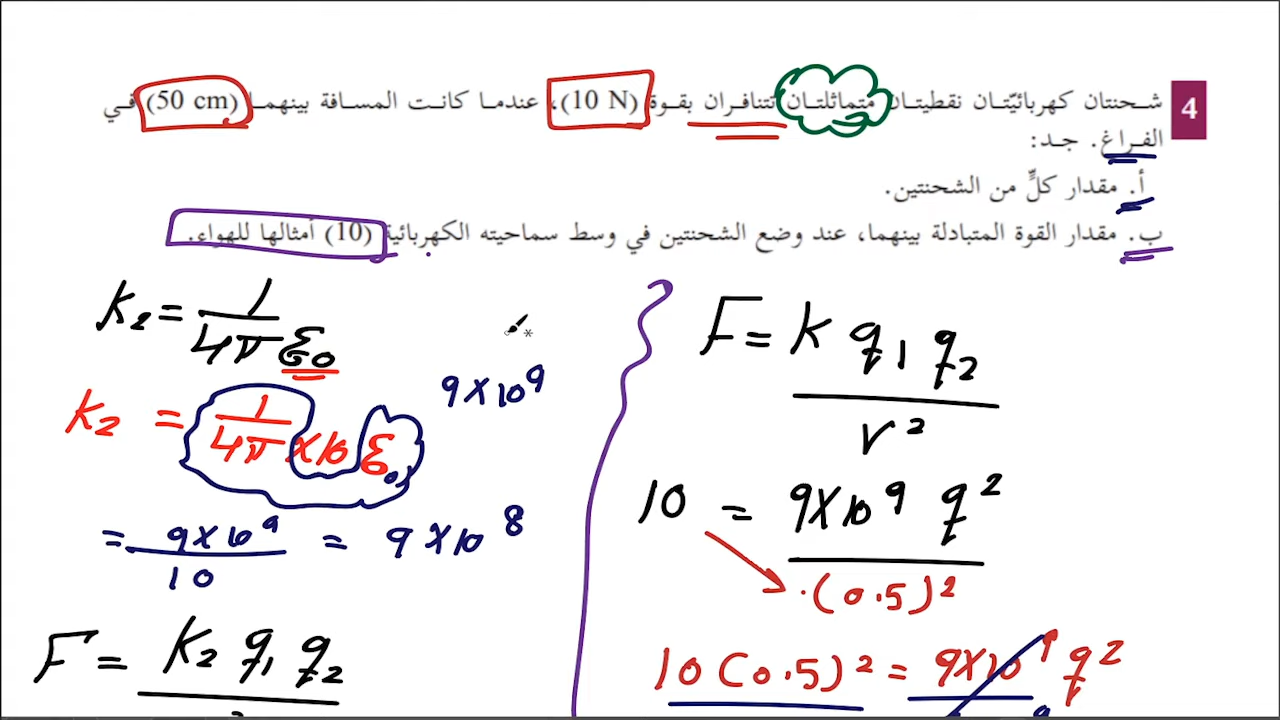 4 شحنتان كهربائيّتان نقطيتان متماثلتان تتنافران بقوة (10 N)، عندما كانت المسافة بينهما (50 cm) في
الفراغ. جد:
أ. مقدار كلٍّ من الشحنتين.
ب. مقدار القوة المتبادلة بينهما، عند وضع الشحنتين في وسط سماحيته الكهربائية (10) أمثالها للهواء.
F = K q1 q2
r2
10 = 9×10 9 q2
(0.5)2
10 (0.5)2 = 9×10 9 q2
K2 = 1
4π ε0
9×10 9
K2 = 1
4π ×10 ε0
= 9×10 9 = 9×10 8
10
F = K2 q1 q2